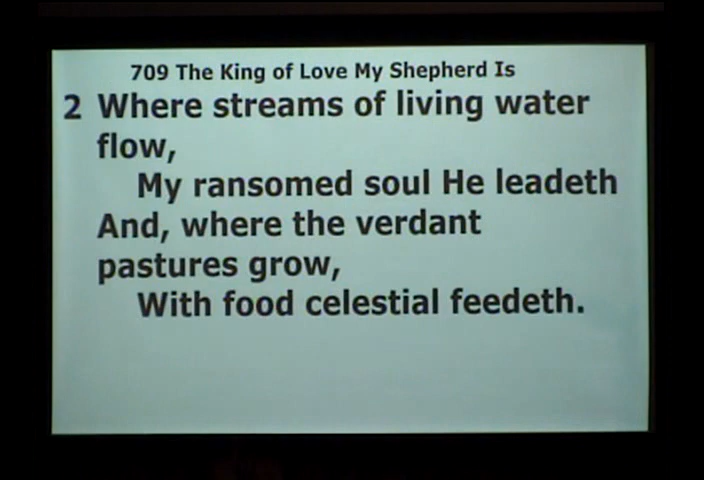 709 The King of Love My Shepherd Is
2 Where streams of living water
flow,
My ransomed soul He leadeth
And, where the verdant
pastures grow,
With food celestial feedeth.